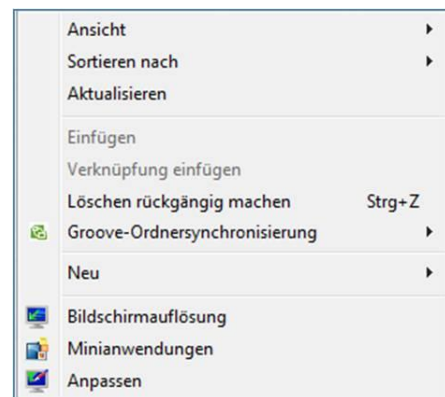 Ansicht
Sortieren nach
Aktualisieren
Einfügen
Verknüpfung einfügen
Löschen rückgängig machen Strg+Z
Groove-Ordnersynchronisierung
Neu
Bildschirmauflösung
Minianwendungen
Anpassen